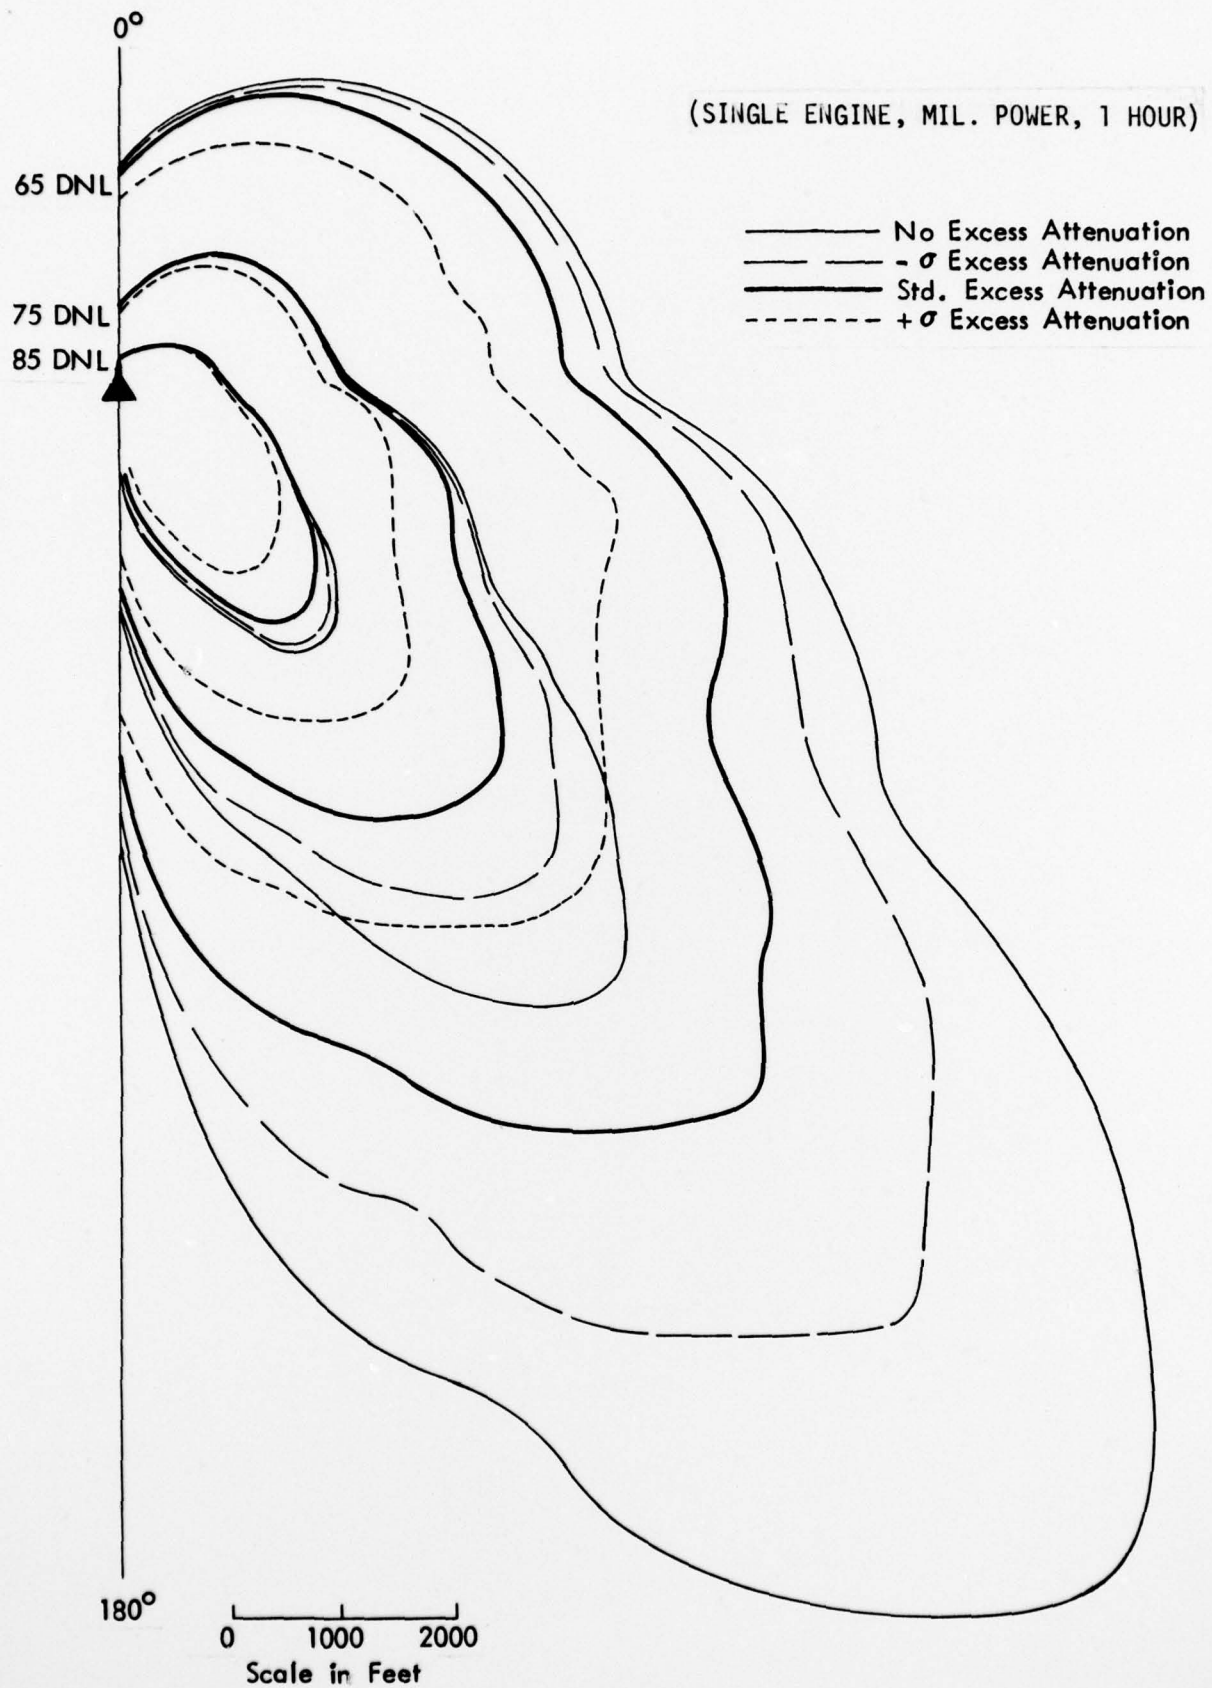 0°
(SINGLE ENGINE, MIL. POWER, 1 HOUR)
65 DNL
No Excess Attenuation
- σ Excess Attenuation
Std. Excess Attenuation
+ σ Excess Attenuation
75 DNL
85 DNL
180°
0 1000 2000
Scale in Feet